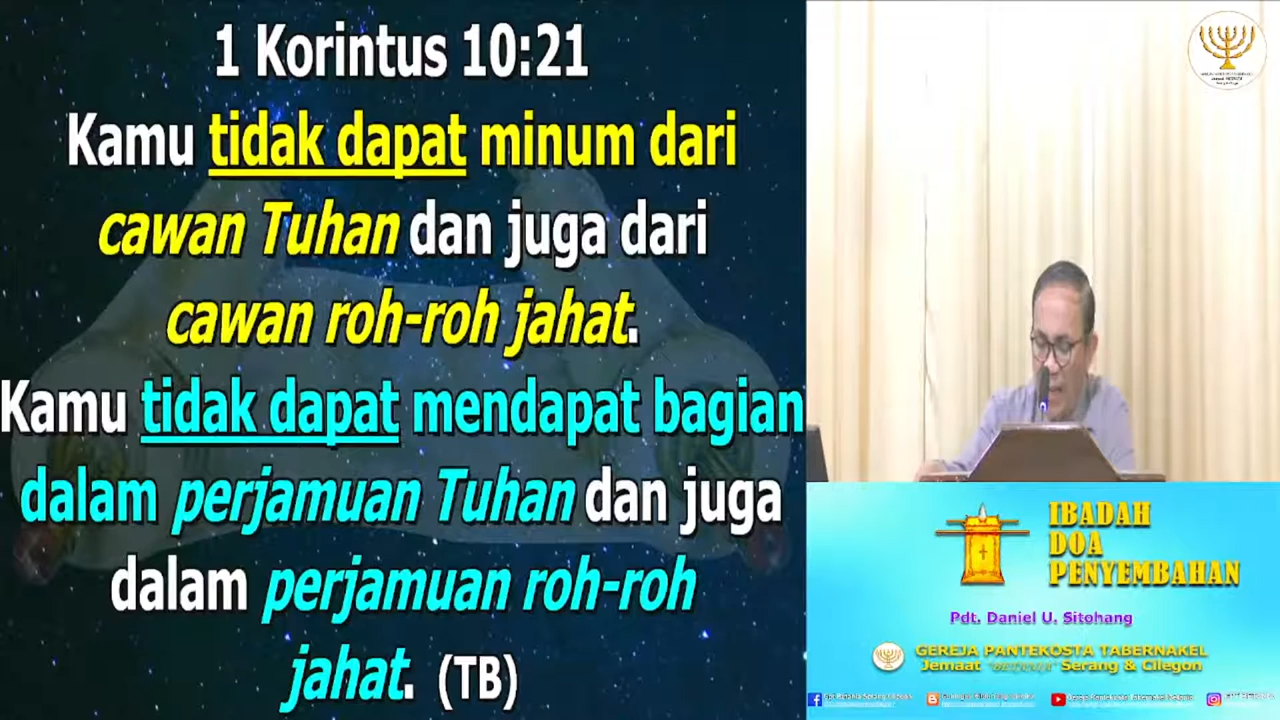 1 Korintus 10:21
Kamu tidak dapat minum dari
cawan Tuhan dan juga dari
cawan roh-roh jahat.
Kamu tidak dapat mendapat bagian
dalam perjamuan Tuhan dan juga
dalam perjamuan roh-roh
jahat. (TB)
IBADAH
DOA
PENYEMBAHAN
Pdt. Daniel U. Sitohang
GEREJA PANTEKOSTA TABERNAKEL
Jemaat Serang & Cilegon